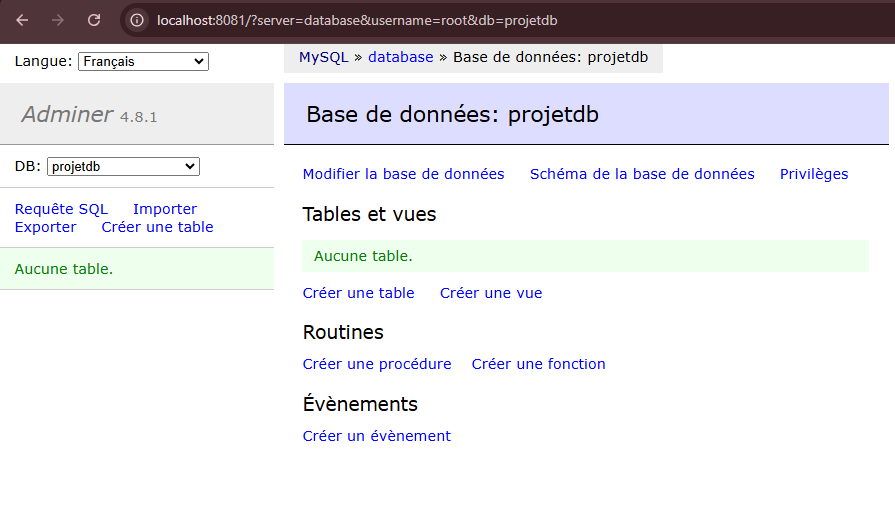 localhost:8081/?server=database&username=root&db=projetdb
Langue: Français
MySQL » database » Base de données: projetdb
Adminer 4.8.1
Base de données: projetdb
DB: projetdb
Modifier la base de données Schéma de la base de données Privilèges
Requête SQL Importer
Exporter Créer une table
Aucune table.
Tables et vues
Aucune table.
Créer une table Créer une vue
Routines
Créer une procédure Créer une fonction
Évènements
Créer un évènement